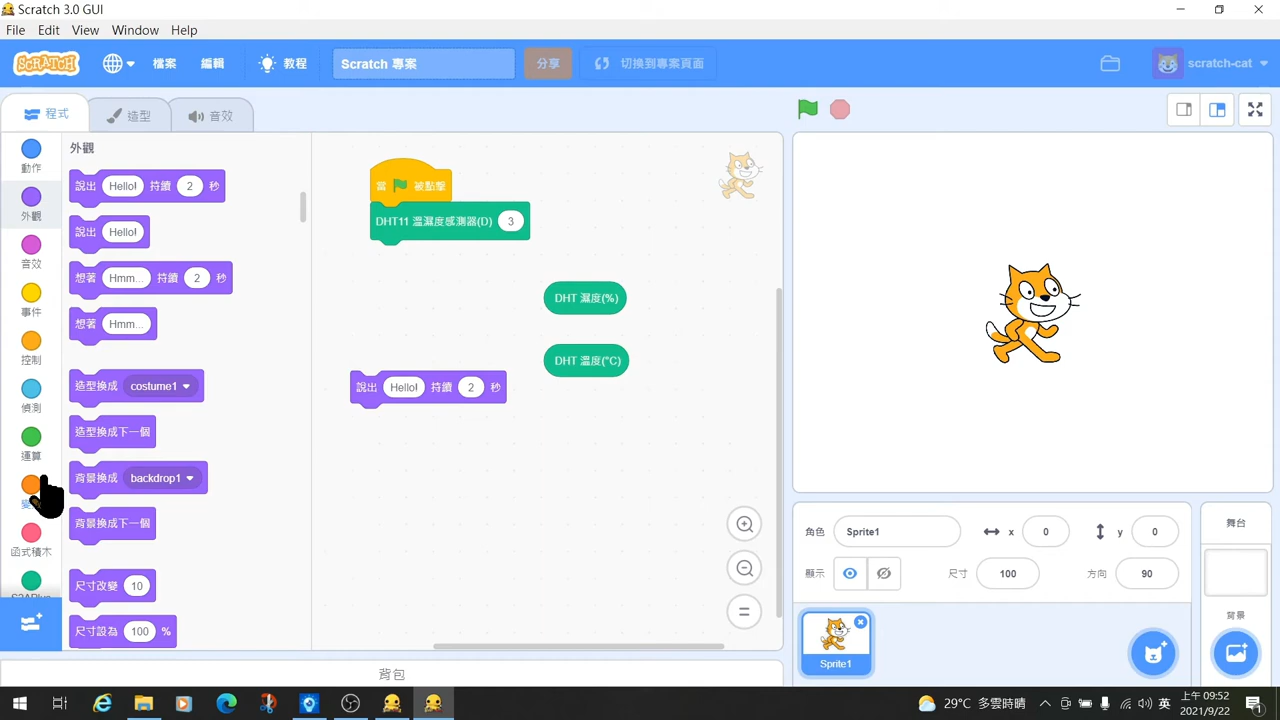 Scratch 3.0 GUI
File Edit View Window Help
SCRATCH 檔案 編輯 教程 Scratch 專案 分享 切換到專案頁面 scratch-cat
程式 造型 音效
動作
外觀
音效
事件
控制
偵測
運算
函式積木
外觀
說出 Hello! 持續 2 秒
說出 Hello!
想著 Hmm... 持續 2 秒
想著 Hmm...
造型換成 costume1
造型換成下一個
背景換成 backdrop1
背景換成下一個
尺寸改變 10
尺寸設為 100 %
當 被點擊
DHT11 溫濕度感測器(D) 3
DHT 濕度(%)
DHT 溫度(°C)
說出 Hello! 持續 2 秒
背包
角色 Sprite1 x 0 y 0
顯示 尺寸 100 方向 90
Sprite1
舞台
背景
29°C 多雲時晴 英 上午 09:52
2021/9/22
1